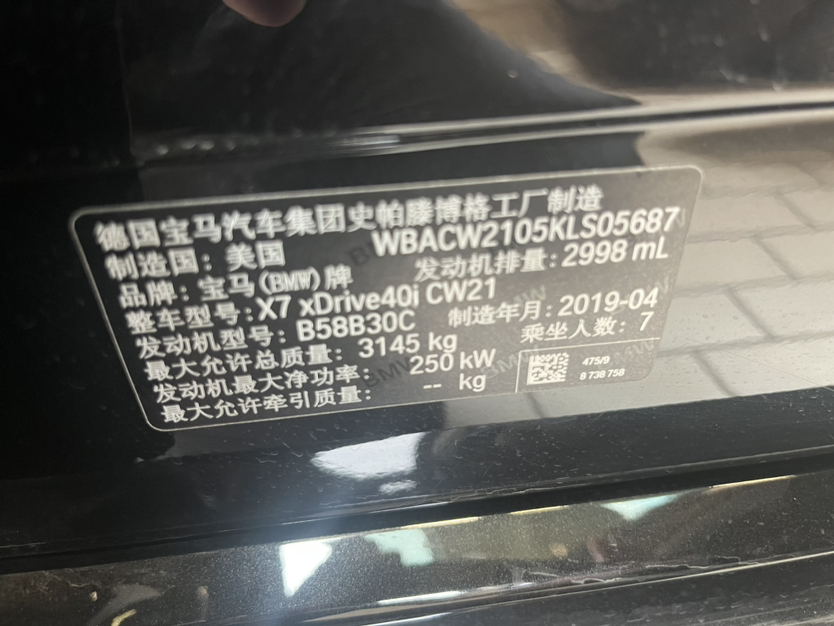 德国宝马汽车集团史帕滕博格工厂制造
制造国: 美国 WBACW2105KLS05687
品牌: 宝马(BMW)牌 发动机排量: 2998 mL
整车型号: X7 xDrive40i CW21
发动机型号: B58B30C 制造年月: 2019-04
最大允许总质量: 3145 kg 乘坐人数: 7
发动机最大净功率: 250 kW
最大允许牵引质量: -- kg
475/9
8 738 758